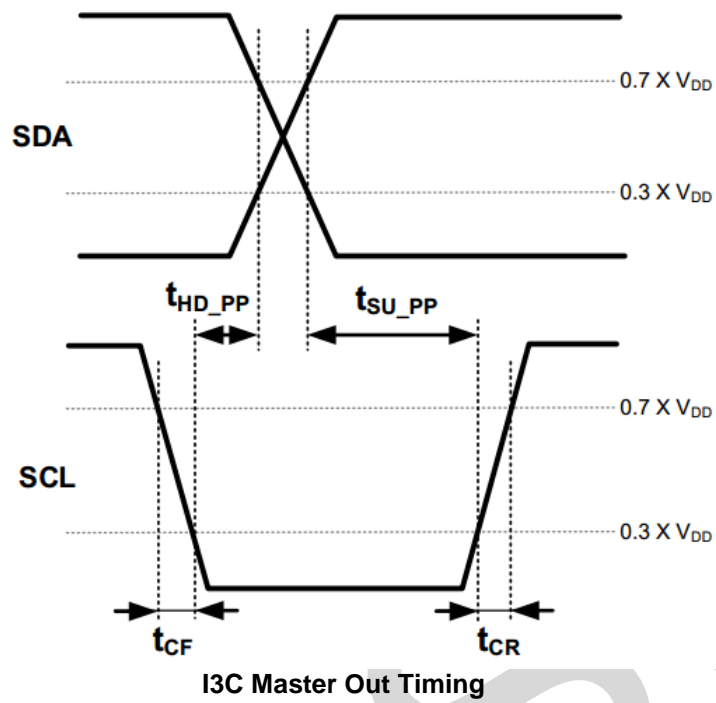 0.7 X VDD
SDA
0.3 X VDD
tHD_PP
tSU_PP
0.7 X VDD
SCL
0.3 X VDD
tCF
tCR
I3C Master Out Timing